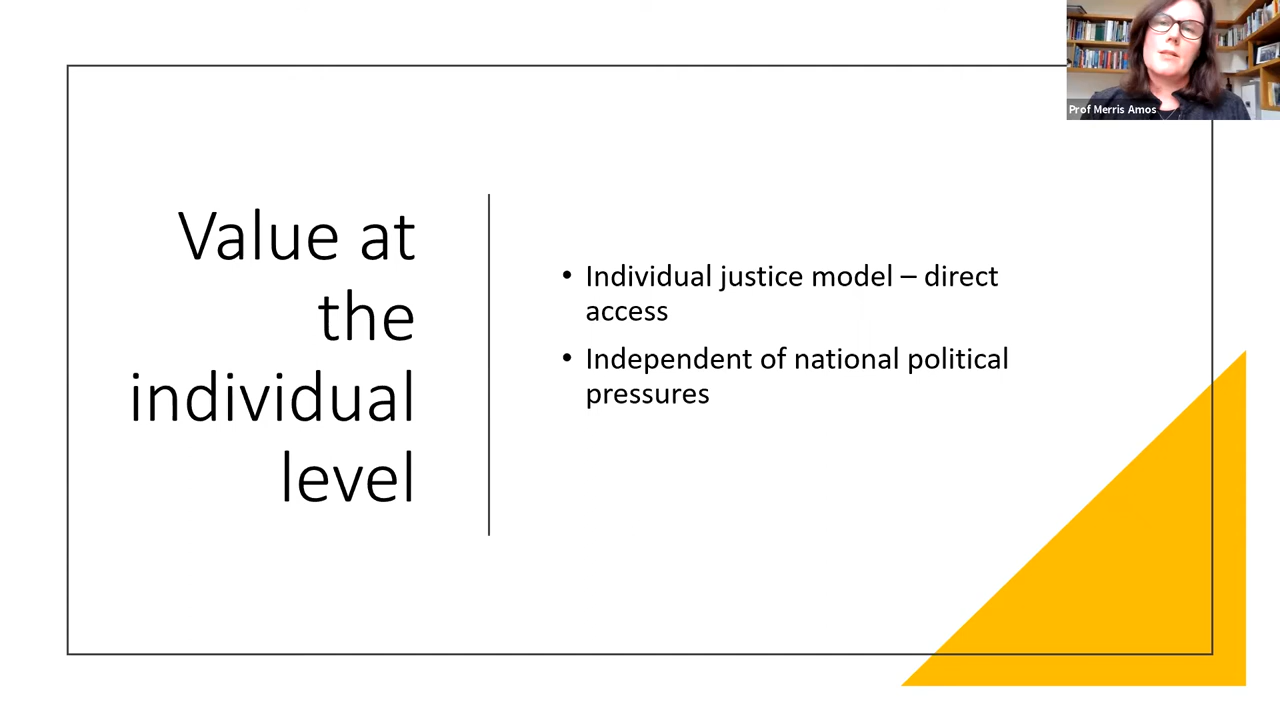 Prof Merris Amos
Value at
the
individual
level
• Individual justice model – direct
access
• Independent of national political
pressures